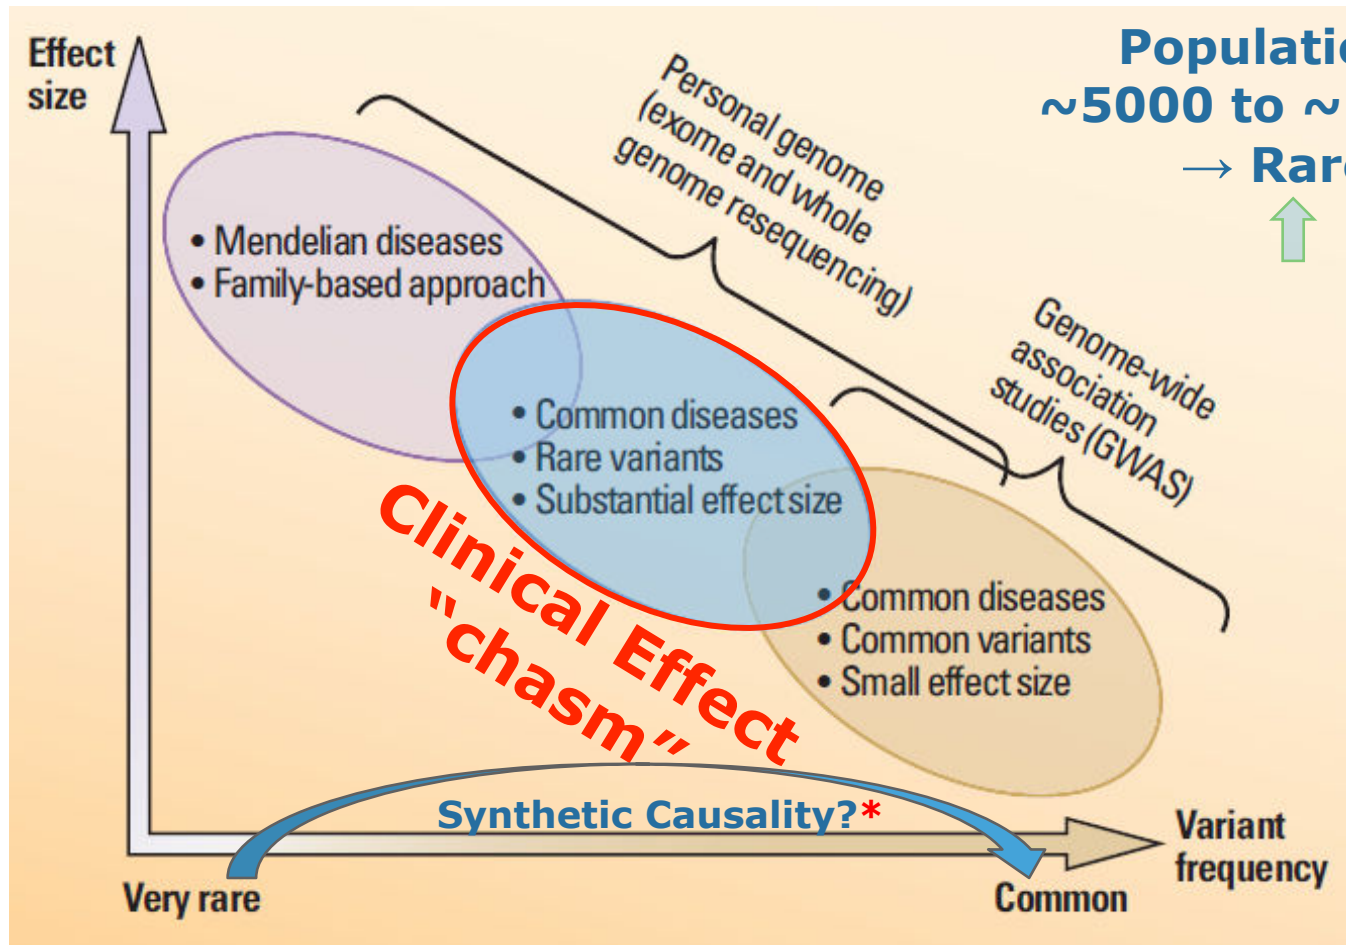 Effect
size
Populatio
~5000 to ~
→ Rare
Personal genome
(exome and whole
genome resequencing)
• Mendelian diseases
• Family-based approach
Genome-wide
association
studies (GWAS)
• Common diseases
• Rare variants
• Substantial effect size
Clinical Effect
“chasm”
• Common diseases
• Common variants
• Small effect size
Synthetic Causality?*
Variant
frequency
Very rare
Common